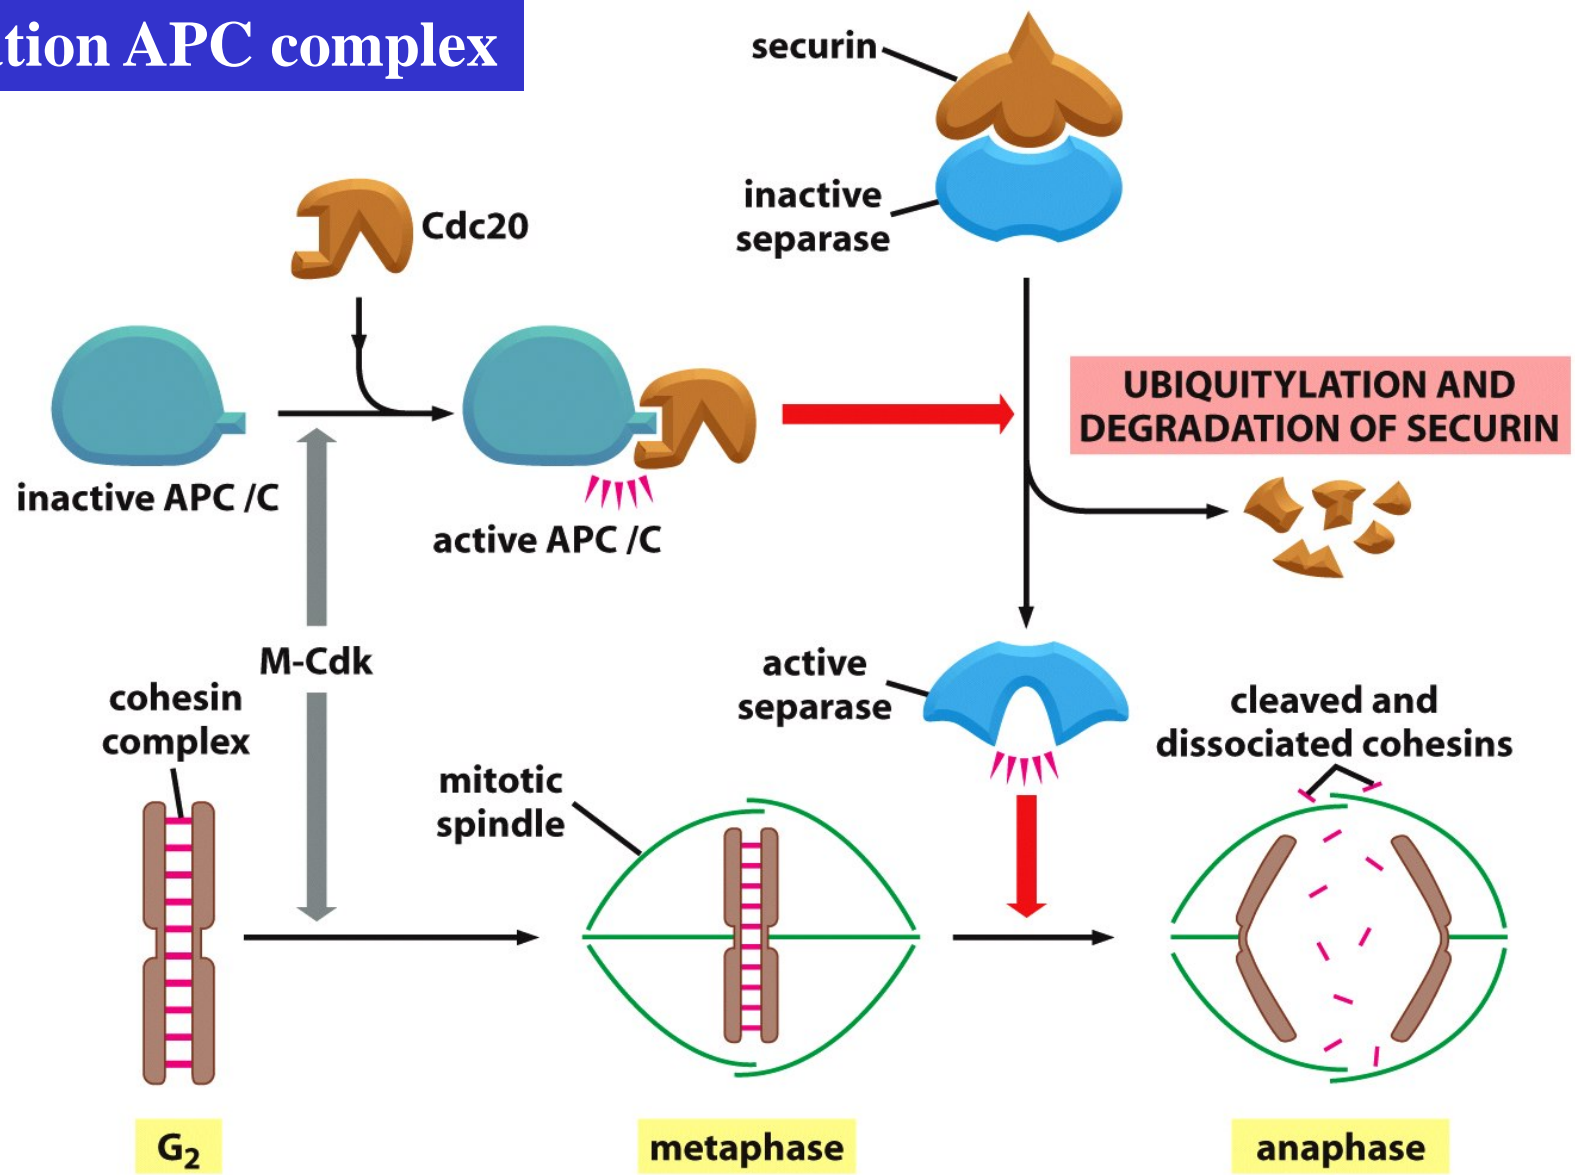 APC complex
securin
Cdc20
inactive
separase
UBIQUITYLATION AND
DEGRADATION OF SECURIN
inactive APC /C
active APC /C
M-Cdk
cohesin
complex
active
separase
cleaved and
dissociated cohesins
mitotic
spindle
G₂
metaphase
anaphase